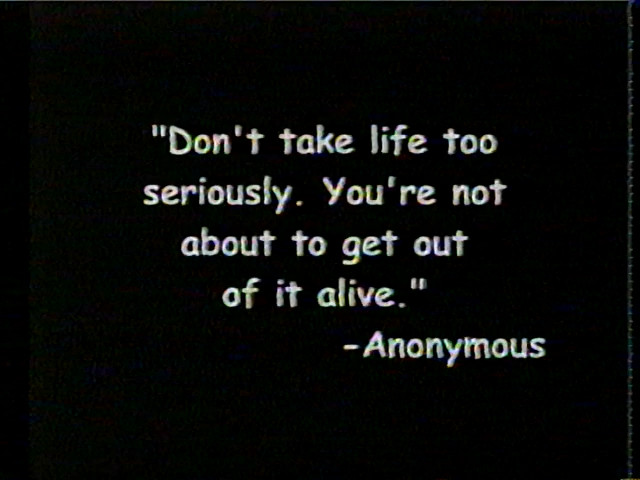 "Don't take life too
seriously. You're not
about to get out
of it alive."
-Anonymous